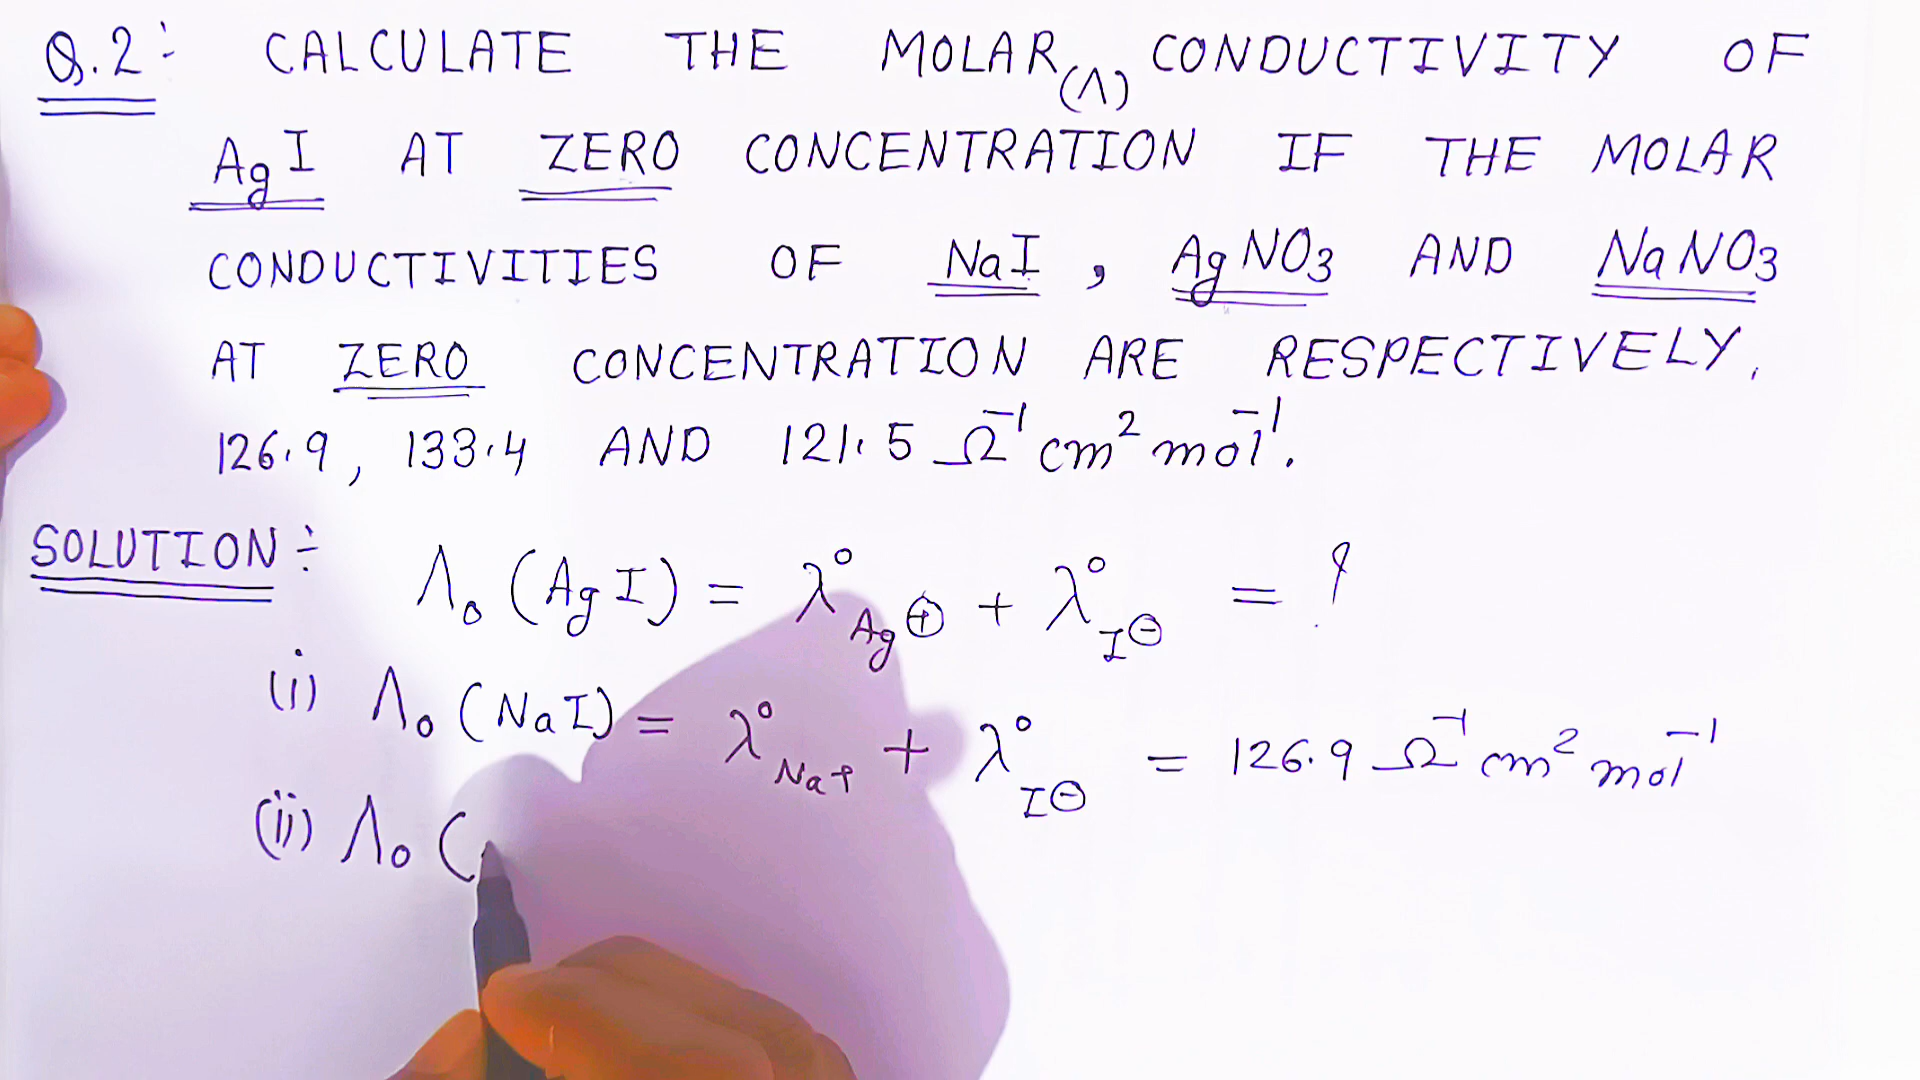 Q.2:- CALCULATE THE MOLAR (Λ) CONDUCTIVITY OF
AgI AT ZERO CONCENTRATION IF THE MOLAR
CONDUCTIVITIES OF NaI, AgNO3 AND NaNO3
AT ZERO CONCENTRATION ARE RESPECTIVELY,
126.9, 133.4 AND 121.5 Ω⁻¹ cm² mol⁻¹.
SOLUTION:- Λ₀ (AgI) = λ°Ag⊕ + λ°I⊖ = ?
(i) Λ₀ (NaI) = λ°Na+ + λ°I⊖ = 126.9 Ω⁻¹ cm² mol⁻¹
(ii) Λ₀ (